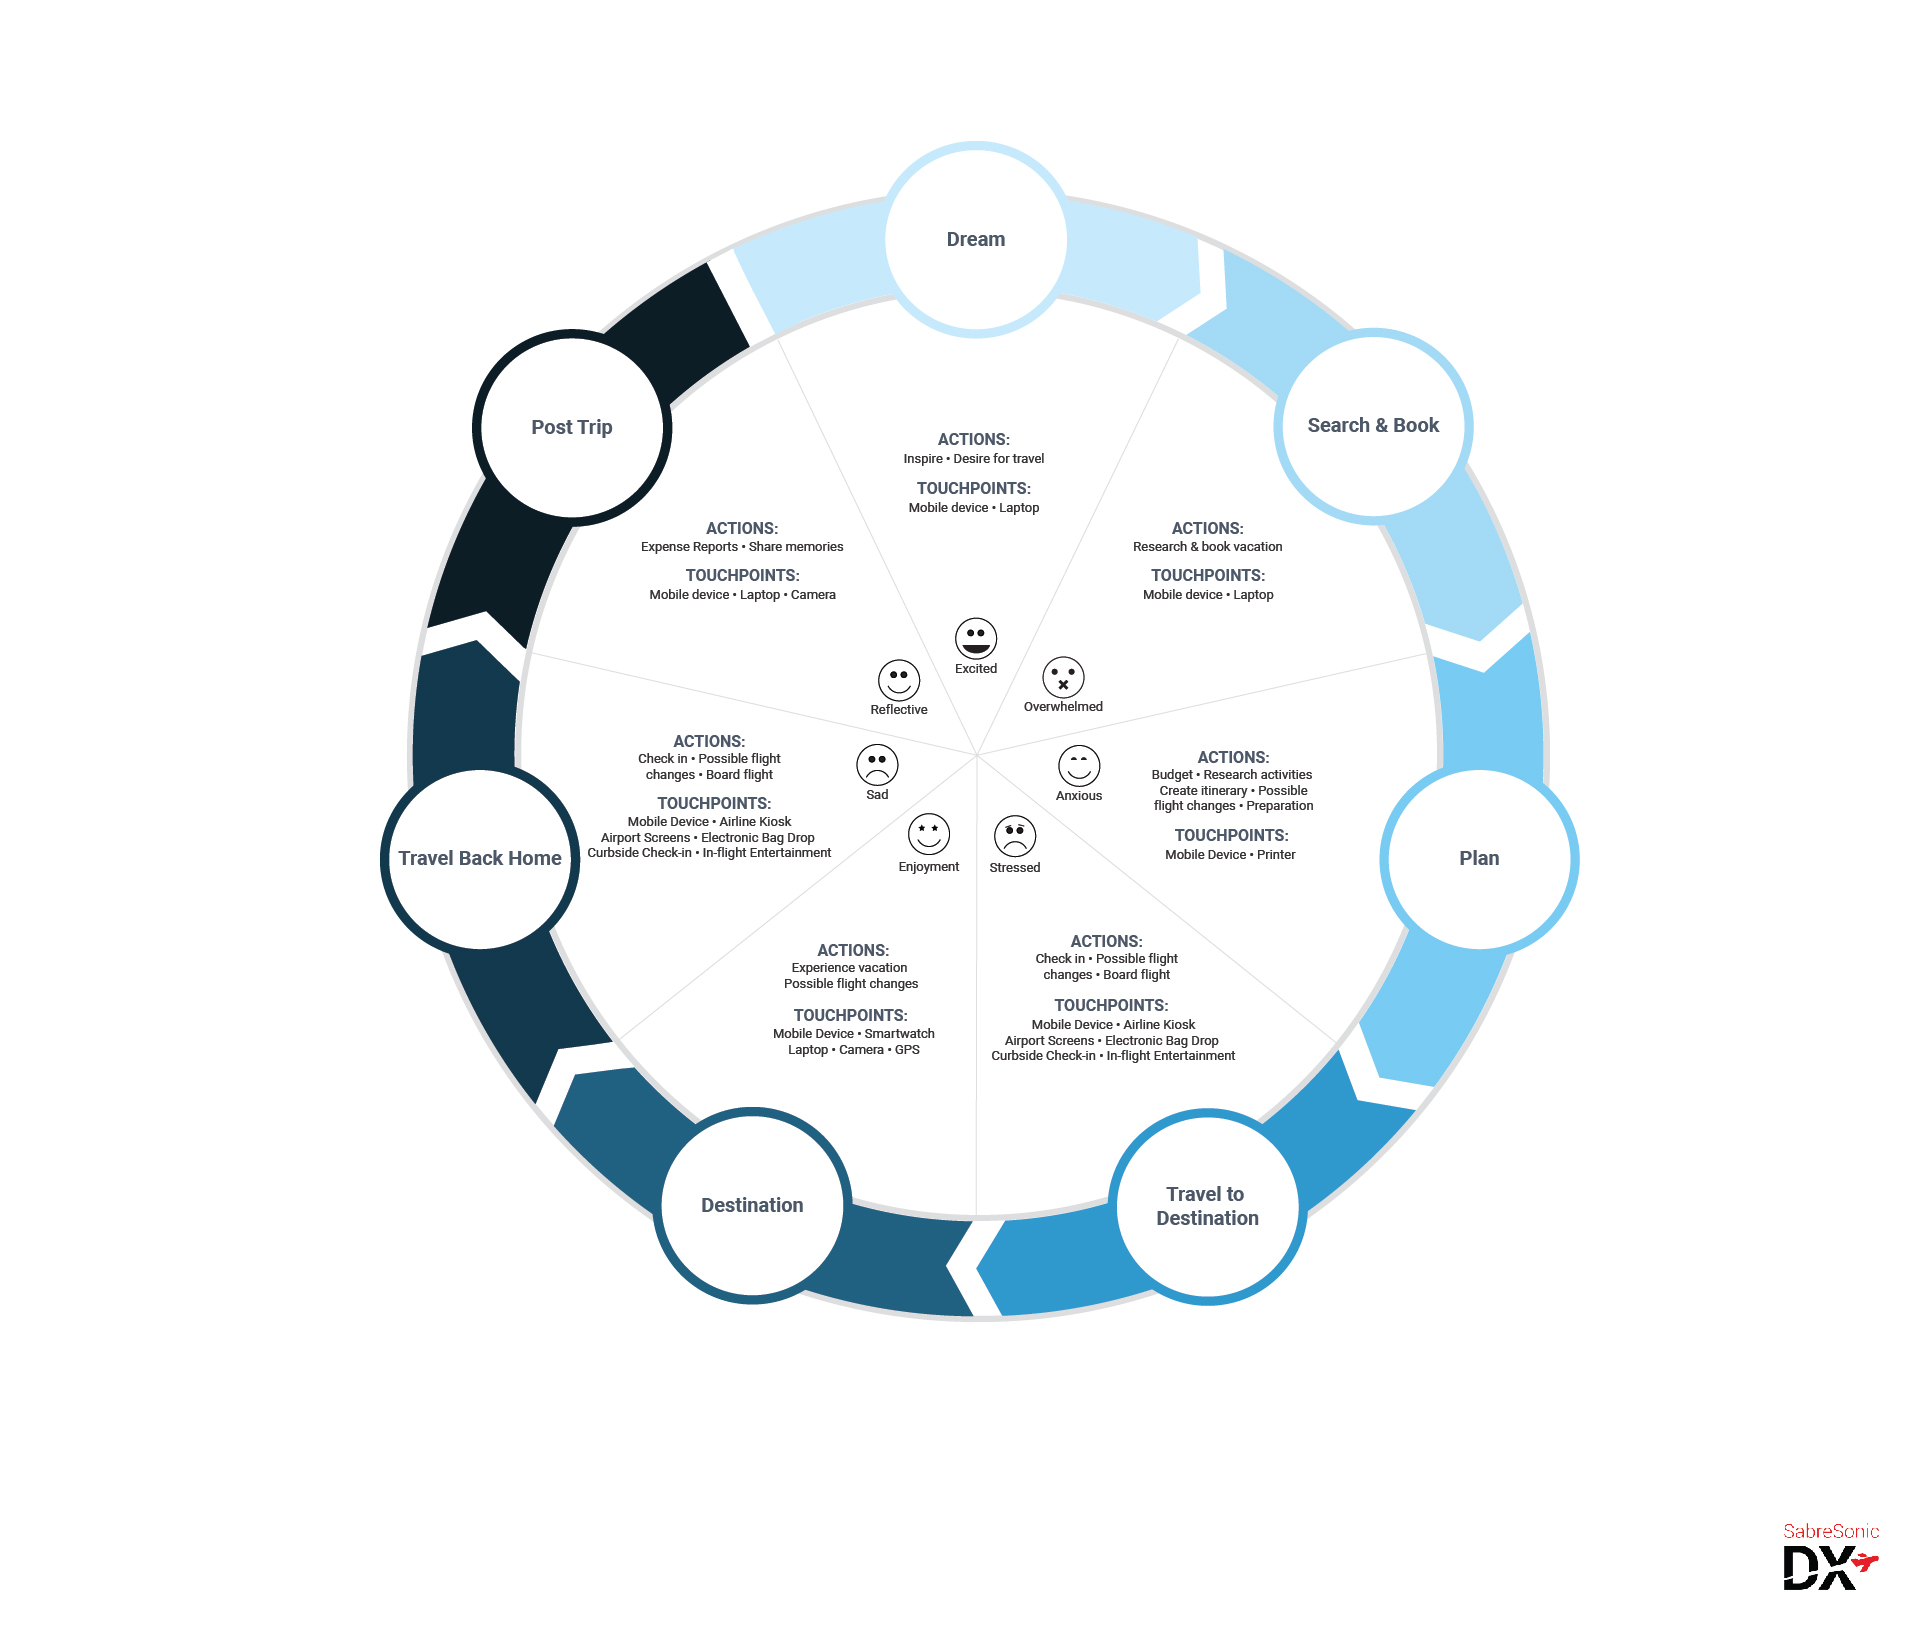 Dream
ACTIONS:
Inspire • Desire for travel
TOUCHPOINTS:
Mobile device • Laptop
Excited
Search & Book
ACTIONS:
Research & book vacation
TOUCHPOINTS:
Mobile device • Laptop
Overwhelmed
Plan
ACTIONS:
Budget • Research activities
Create itinerary • Possible
flight changes • Preparation
TOUCHPOINTS:
Mobile Device • Printer
Anxious
Travel to
Destination
ACTIONS:
Check in • Possible flight
changes • Board flight
TOUCHPOINTS:
Mobile Device • Airline Kiosk
Airport Screens • Electronic Bag Drop
Curbside Check-in • In-flight Entertainment
Stressed
Destination
ACTIONS:
Experience vacation
Possible flight changes
TOUCHPOINTS:
Mobile Device • Smartwatch
Laptop • Camera • GPS
Enjoyment
Travel Back Home
ACTIONS:
Check in • Possible flight
changes • Board flight
TOUCHPOINTS:
Mobile Device • Airline Kiosk
Airport Screens • Electronic Bag Drop
Curbside Check-in • In-flight Entertainment
Sad
Post Trip
ACTIONS:
Expense Reports • Share memories
TOUCHPOINTS:
Mobile device • Laptop • Camera
Reflective
SabreSonic
DX